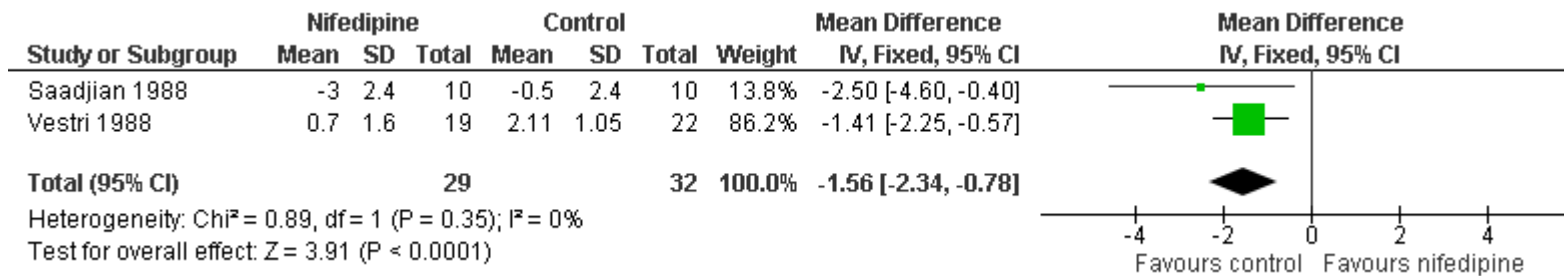 Nifedipine Control Mean Difference Mean Difference
Study or Subgroup Mean SD Total Mean SD Total Weight IV, Fixed, 95% CI IV, Fixed, 95% CI
Saadjian 1988 -3 2.4 10 -0.5 2.4 10 13.8% -2.50 [-4.60, -0.40]
Vestri 1988 0.7 1.6 19 2.11 1.05 22 86.2% -1.41 [-2.25, -0.57]
Total (95% CI) 29 32 100.0% -1.56 [-2.34, -0.78]
Heterogeneity: Chi² = 0.89, df = 1 (P = 0.35); I² = 0%
Test for overall effect: Z = 3.91 (P < 0.0001)
-4 -2 0 2 4
Favours control Favours nifedipine